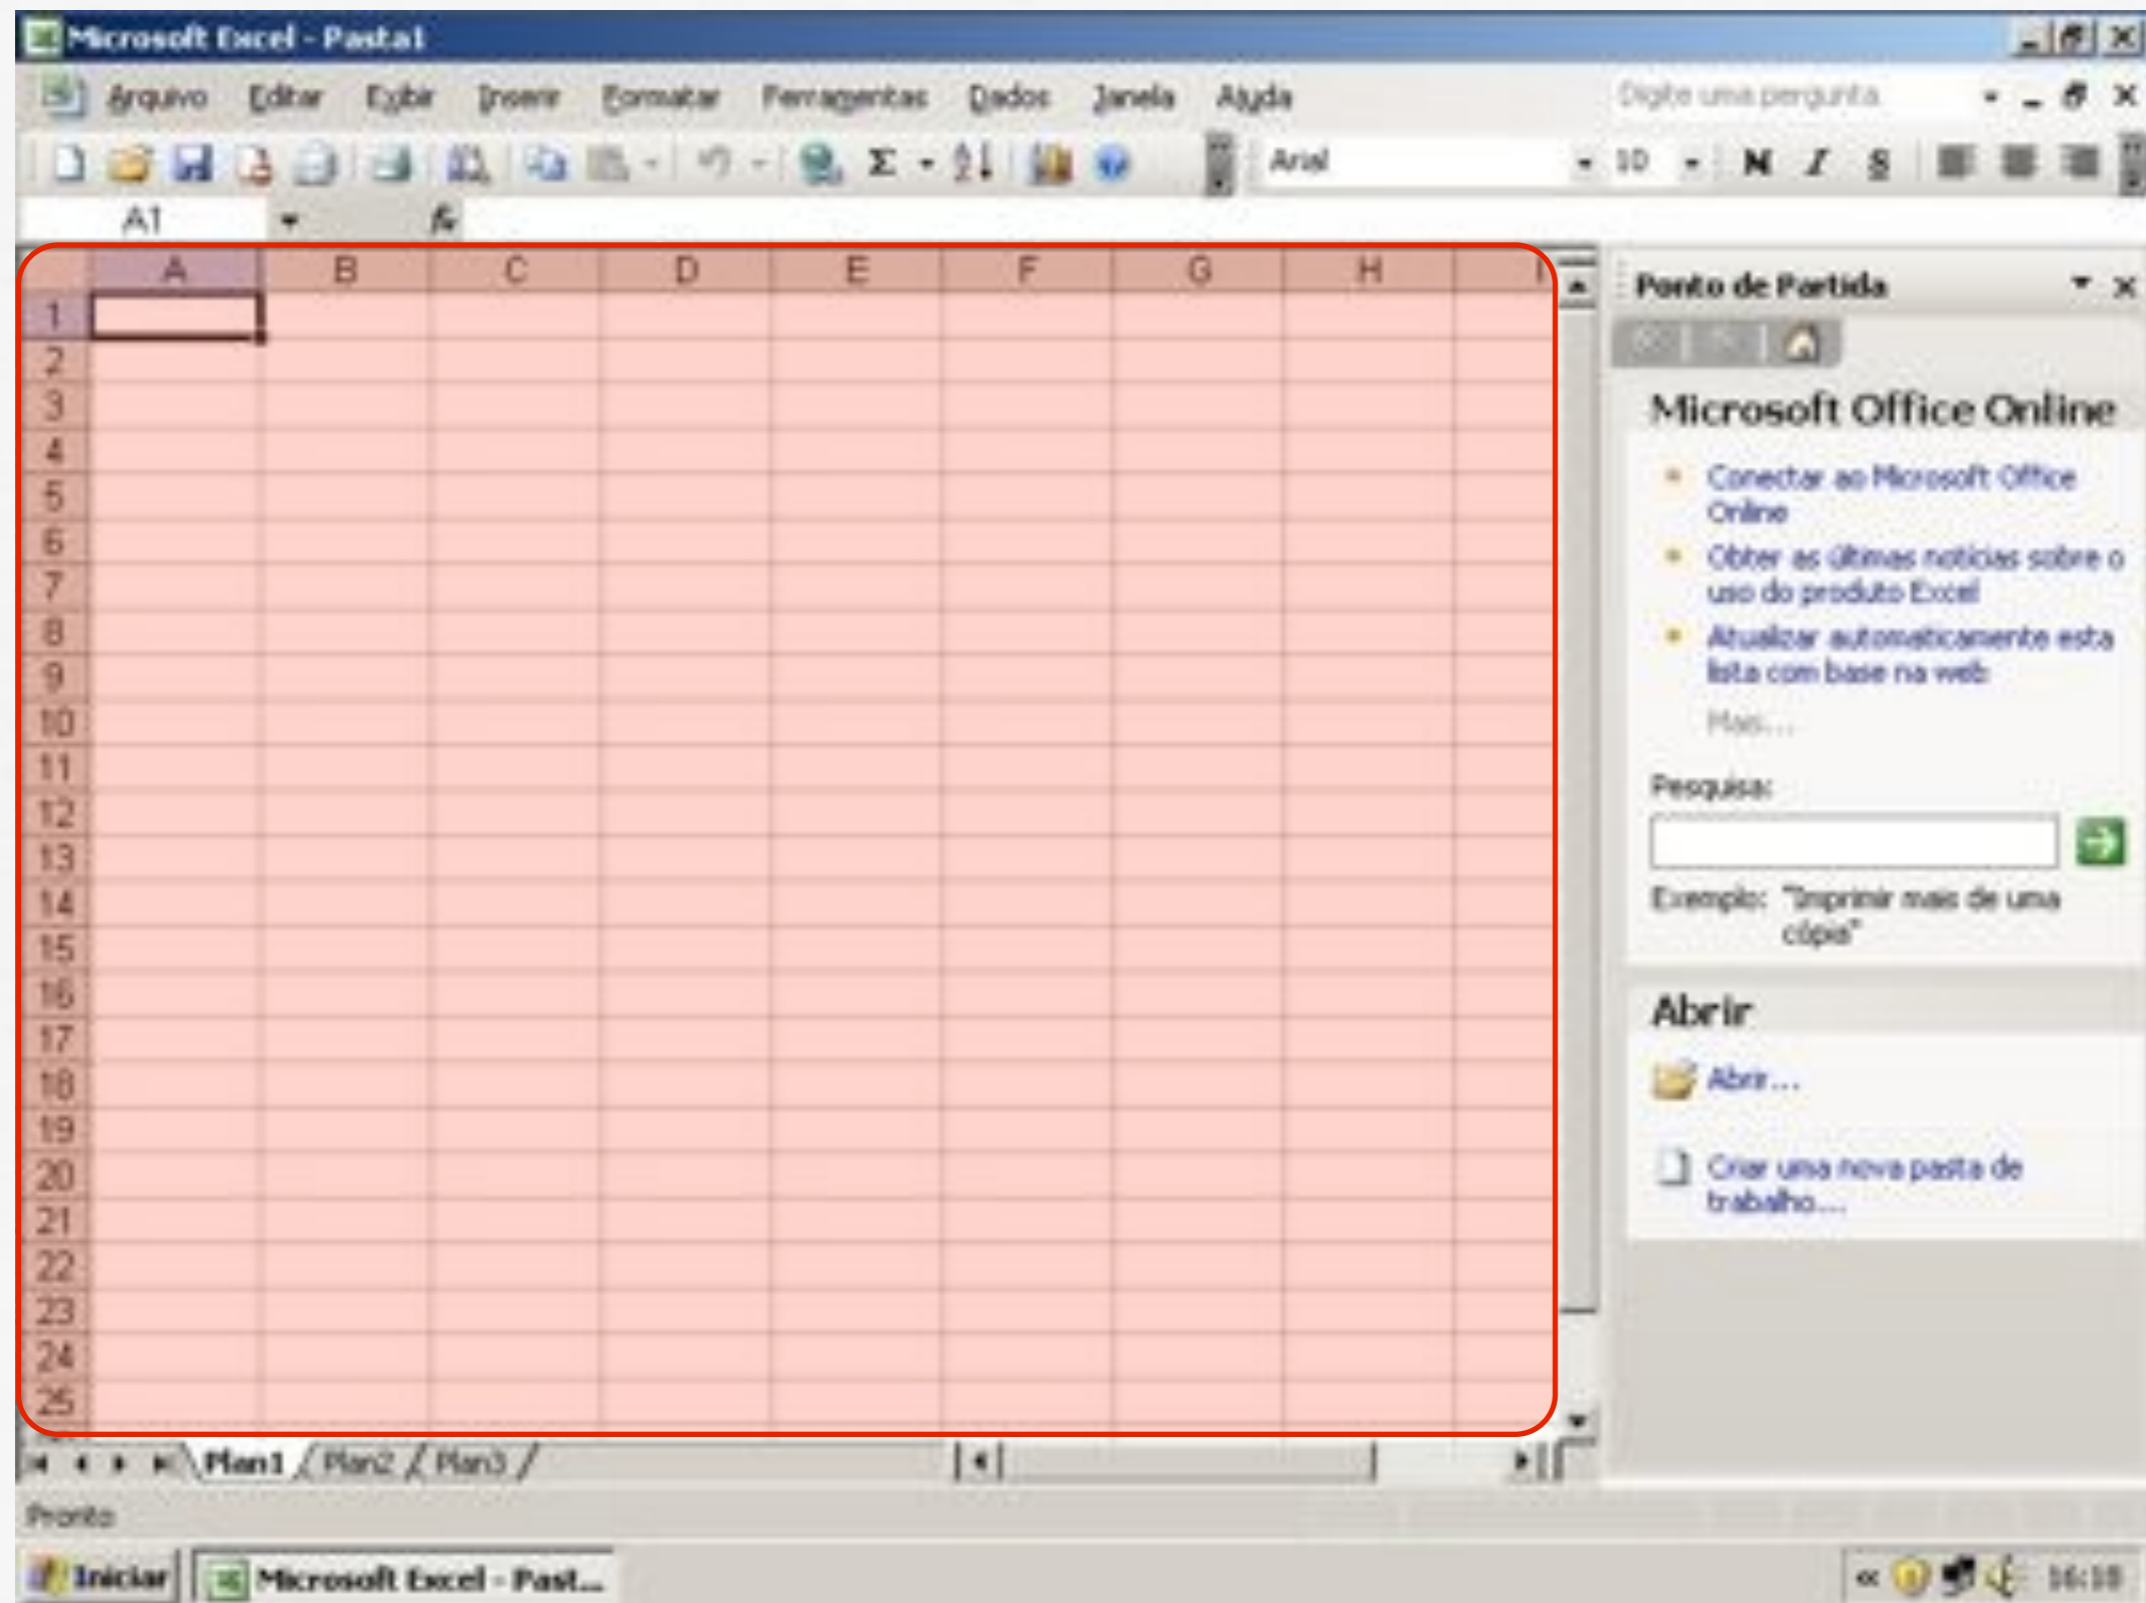 Microsoft Excel - Pasta1
Arquivo Editar Exibir Inserir Formatar Ferramentas Dados Janela Ajuda Digite uma pergunta
Arial 10 N I S
A1 fx
A B C D E F G H I
1
2
3
4
5
6
7
8
9
10
11
12
13
14
15
16
17
18
19
20
21
22
23
24
25
Ponto de Partida
Microsoft Office Online
Conectar ao Microsoft Office
Online
Obter as últimas notícias sobre o
uso do produto Excel
Atualizar automaticamente esta
lista com base na web
Mais...
Pesquisa:
Exemplo: "Imprimir mais de uma
cópia"
Abrir
Abrir...
Criar uma nova pasta de
trabalho...
Plan1 Plan2 Plan3
Pronto
Iniciar Microsoft Excel - Past... 16:18